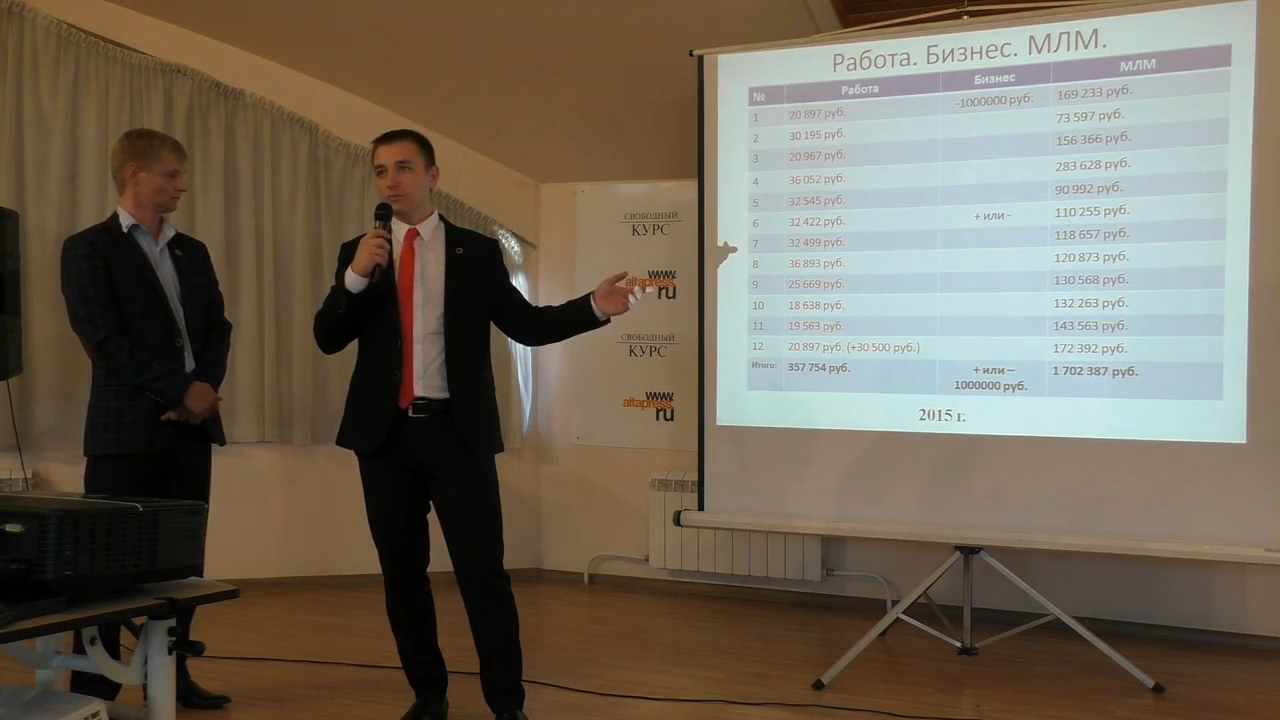 Работа. Бизнес. МЛМ.
№ Работа Бизнес МЛМ
1 20 897 руб. -1000000 руб. 169 233 руб.
2 30 195 руб. 73 597 руб.
3 20 967 руб. 156 366 руб.
4 36 052 руб. 283 628 руб.
5 32 545 руб. 90 992 руб.
6 32 422 руб. + или - 110 255 руб.
7 32 499 руб. 118 657 руб.
8 36 893 руб. 120 873 руб.
9 25 669 руб. 130 568 руб.
10 18 638 руб. 132 263 руб.
11 19 563 руб. 143 563 руб.
12 20 897 руб. (+30 500 руб.) 172 392 руб.
Итого: 357 754 руб. + или – 1 702 387 руб.
1000000 руб.
2015 г.
СВОБОДНЫЙ
КУРС
www.
altapress
ru
СВОБОДНЫЙ
КУРС
www.
altapress.
ru